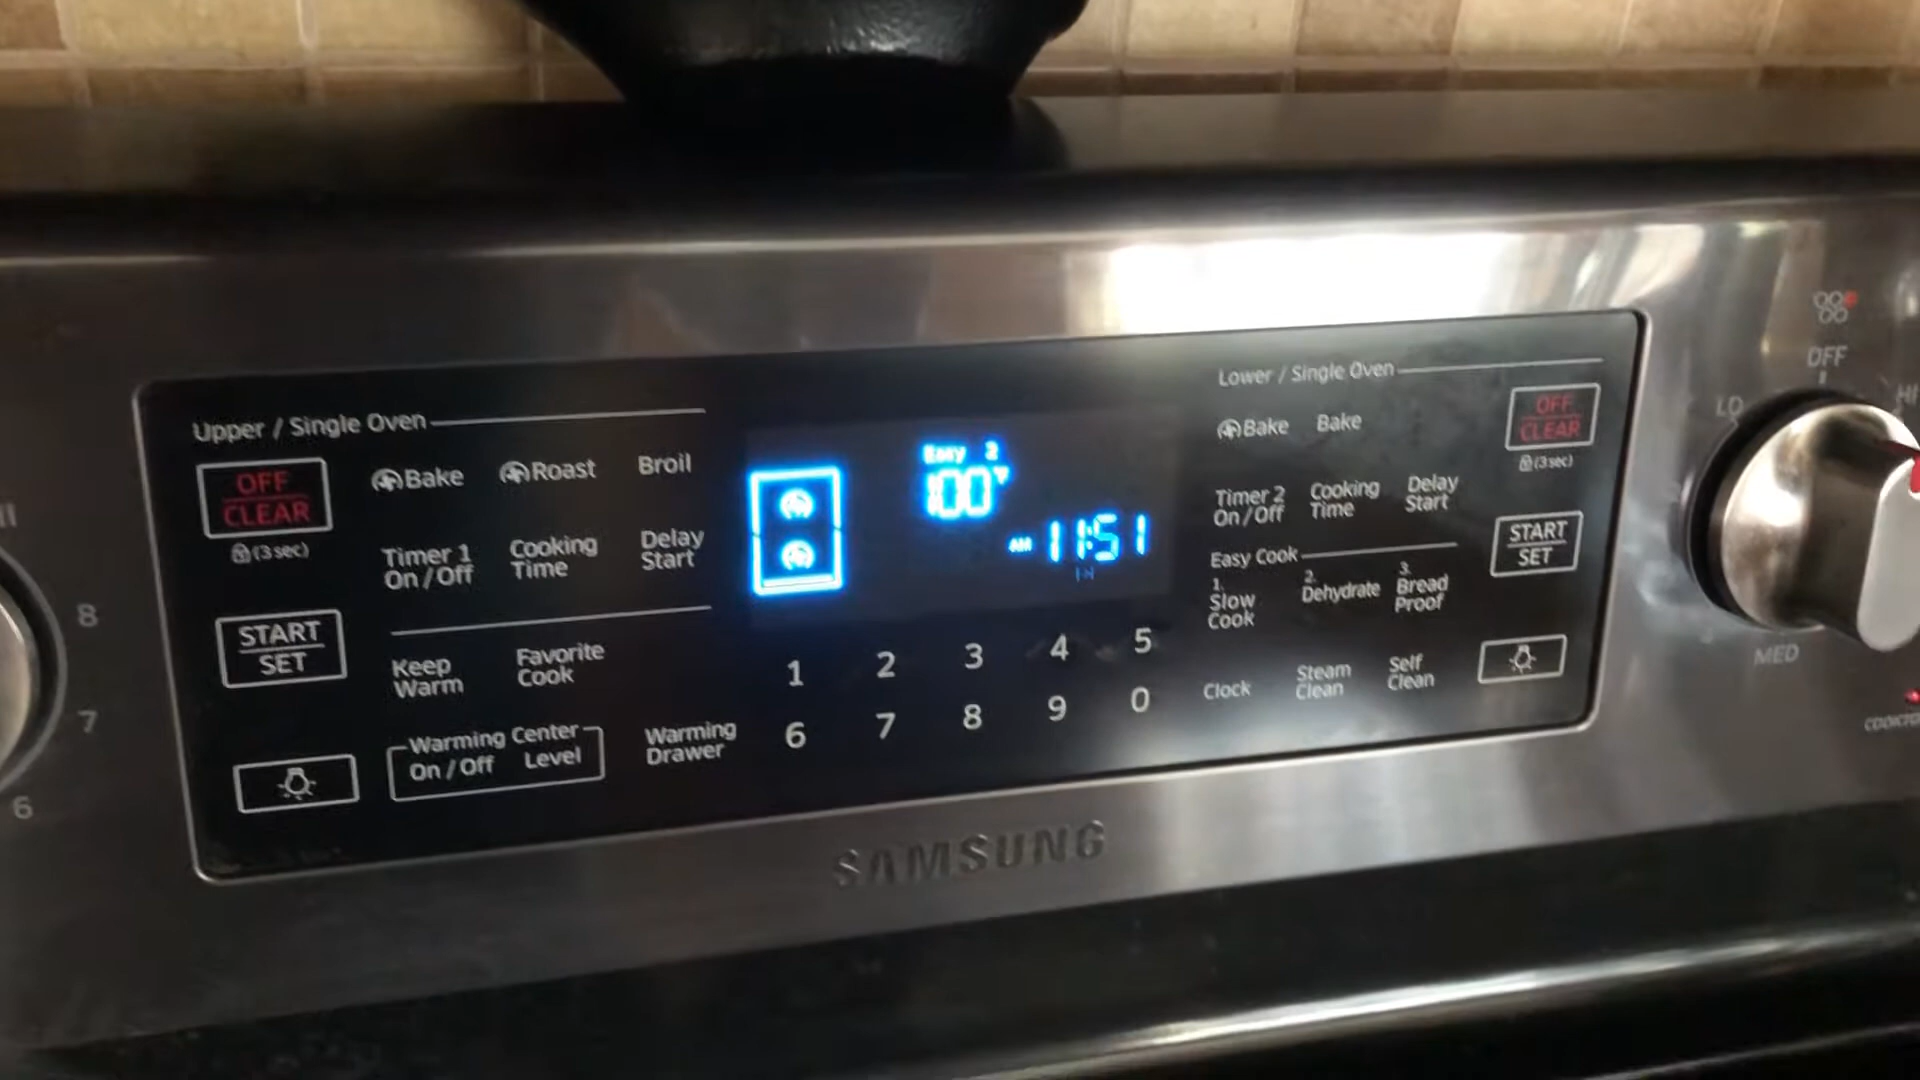 Upper / Single Oven
OFF
CLEAR
(3 sec)
Bake
Roast
Broil
Timer 1
On / Off
Cooking
Time
Delay
Start
START
SET
Keep
Warm
Favorite
Cook
Warming Center
On / Off
Level
Warming
Drawer
Easy 2
100°F
AM 11:51
1 2 3 4 5
6 7 8 9 0
Lower / Single Oven
Bake
Bake
OFF
CLEAR
(3 sec)
Timer 2
On / Off
Cooking
Time
Delay
Start
START
SET
Easy Cook
1.
Slow
Cook
2.
Dehydrate
3.
Bread
Proof
Clock
Steam
Clean
Self
Clean
SAMSUNG
8
7
6
OFF
LO
HI
MED